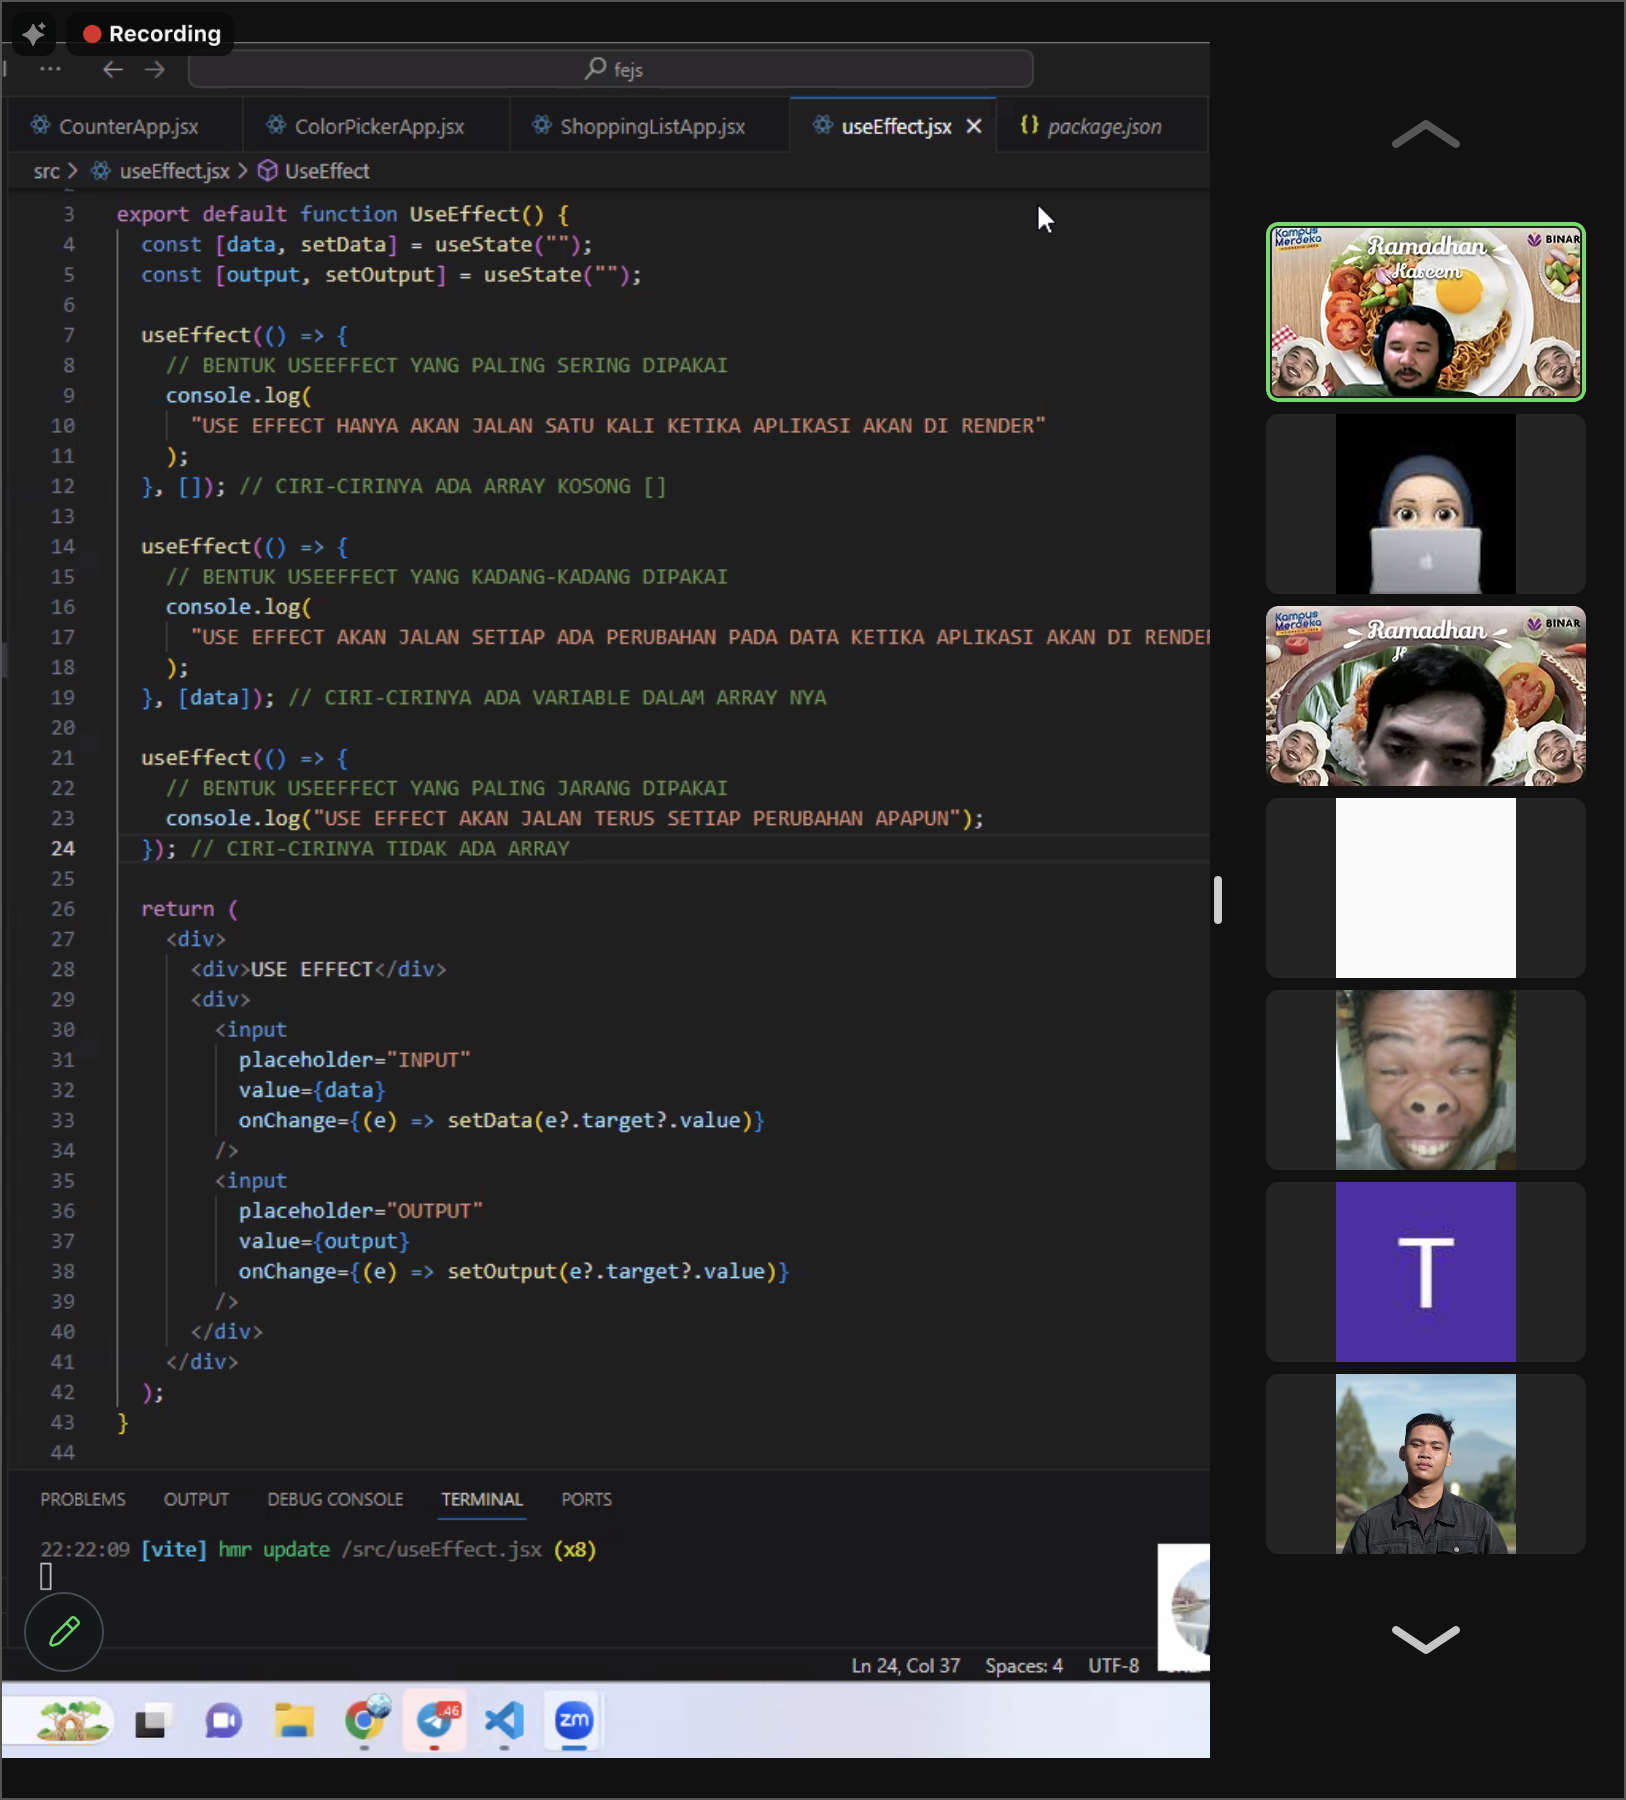 Recording
fejs
CounterApp.jsx
ColorPickerApp.jsx
ShoppingListApp.jsx
useEffect.jsx
package.json
src > useEffect.jsx > UseEffect
3 export default function UseEffect() {
4 const [data, setData] = useState("");
5 const [output, setOutput] = useState("");
6
7 useEffect(() => {
8 // BENTUK USEEFFECT YANG PALING SERING DIPAKAI
9 console.log(
10 "USE EFFECT HANYA AKAN JALAN SATU KALI KETIKA APLIKASI AKAN DI RENDER"
11 );
12 }, []); // CIRI-CIRINYA ADA ARRAY KOSONG []
13
14 useEffect(() => {
15 // BENTUK USEEFFECT YANG KADANG-KADANG DIPAKAI
16 console.log(
17 "USE EFFECT AKAN JALAN SETIAP ADA PERUBAHAN PADA DATA KETIKA APLIKASI AKAN DI RENDER
18 );
19 }, [data]); // CIRI-CIRINYA ADA VARIABLE DALAM ARRAY NYA
20
21 useEffect(() => {
22 // BENTUK USEEFFECT YANG PALING JARANG DIPAKAI
23 console.log("USE EFFECT AKAN JALAN TERUS SETIAP PERUBAHAN APAPUN");
24 }); // CIRI-CIRINYA TIDAK ADA ARRAY
25
26 return (
27 <div>
28 <div>USE EFFECT</div>
29 <div>
30 <input
31 placeholder="INPUT"
32 value={data}
33 onChange={(e) => setData(e?.target?.value)}
34 />
35 <input
36 placeholder="OUTPUT"
37 value={output}
38 onChange={(e) => setOutput(e?.target?.value)}
39 />
40 </div>
41 </div>
42 );
43 }
44
PROBLEMS OUTPUT DEBUG CONSOLE TERMINAL PORTS
22:22:09 [vite] hmr update /src/useEffect.jsx (x8)
Ln 24, Col 37 Spaces: 4 UTF-8
46
zm
Kampus Merdeka
Ramadhan
Kareem
BINAR
Kampus Merdeka
Ramadhan
BINAR
T